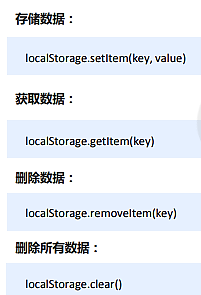 存储数据：
localStorage.setItem(key, value)
获取数据：
localStorage.getItem(key)
删除数据：
localStorage.removeItem(key)
删除所有数据：
localStorage.clear()